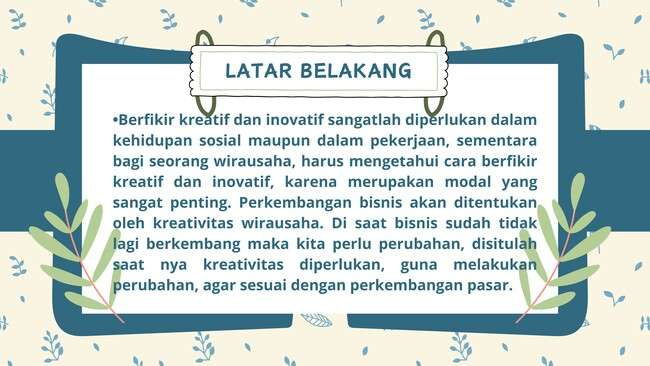 LATAR BELAKANG
•Berfikir kreatif dan inovatif sangatlah diperlukan dalam
kehidupan sosial maupun dalam pekerjaan, sementara
bagi seorang wirausaha, harus mengetahui cara berfikir
kreatif dan inovatif, karena merupakan modal yang
sangat penting. Perkembangan bisnis akan ditentukan
oleh kreativitas wirausaha. Di saat bisnis sudah tidak
lagi berkembang maka kita perlu perubahan, disitulah
saat nya kreativitas diperlukan, guna melakukan
perubahan, agar sesuai dengan perkembangan pasar.